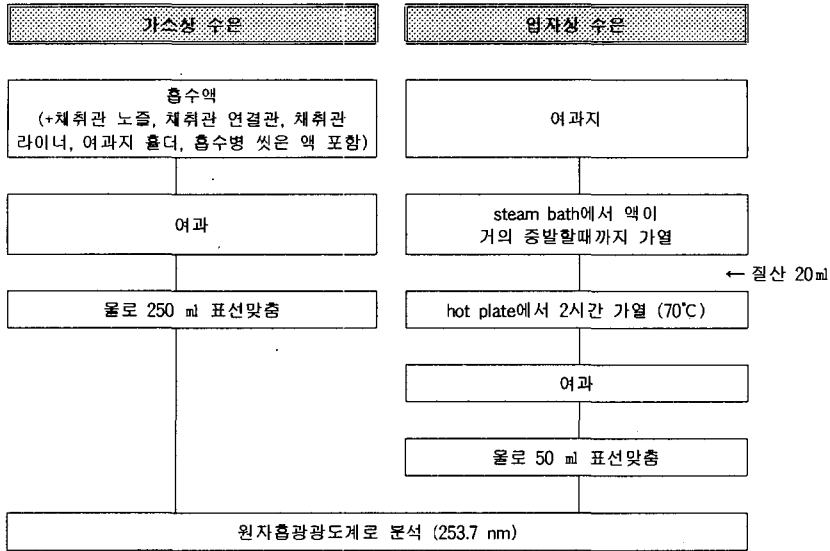 가스상 수은
입자상 수은
흡수액
(+채취관 노즐, 채취관 연결관, 채취관
라이너, 여과지 홀더, 흡수병 씻은 액 포함)
여과지
여과
steam bath에서 액이
거의 증발할때까지 가열
← 질산 20㎖
물로 250 ㎖ 표선맞춤
hot plate에서 2시간 가열 (70℃)
여과
물로 50 ㎖ 표선맞춤
원자흡광광도계로 분석 (253.7 nm)